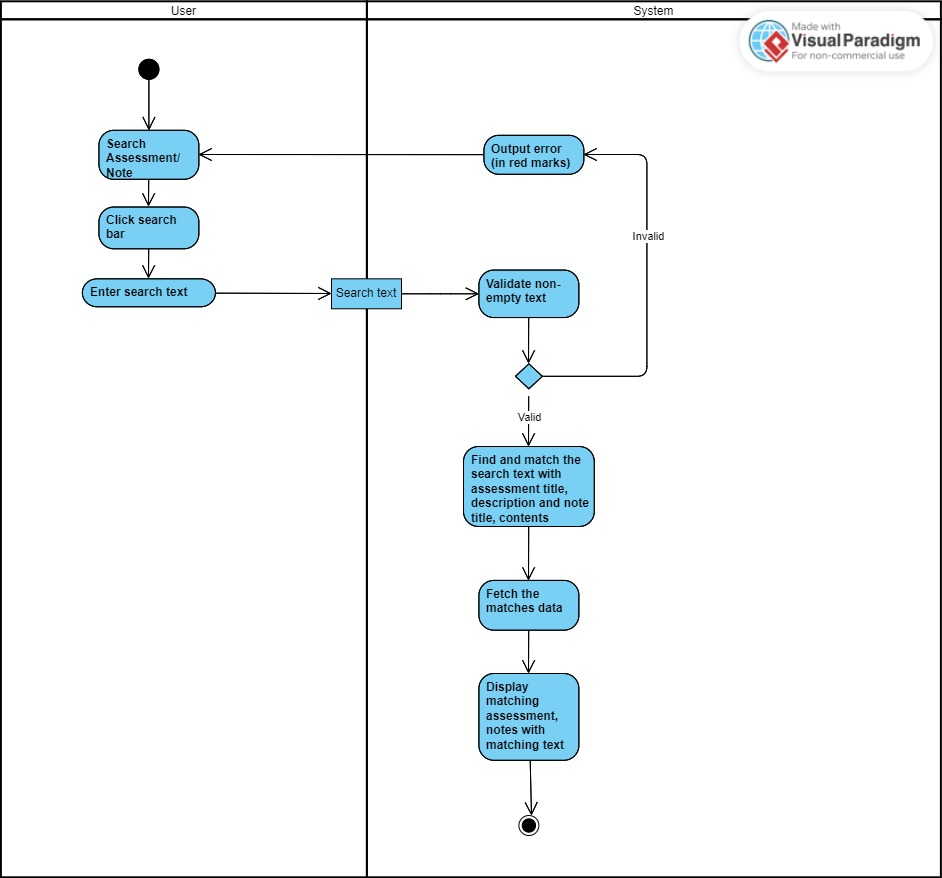 User
System
Made with
Visual Paradigm
For non-commercial use
Search
Assessment/
Note
Output error
(in red marks)
Click search
bar
Invalid
Enter search text
Search text
Validate non-
empty text
Valid
Find and match the
search text with
assessment title,
description and note
title, contents
Fetch the
matches data
Display
matching
assessment,
notes with
matching text